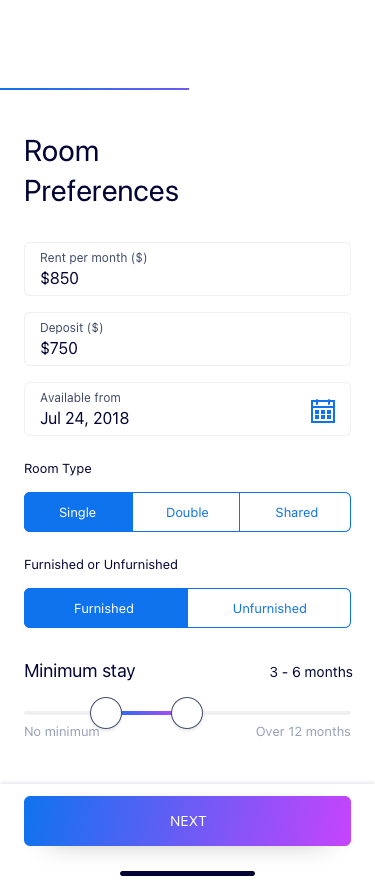 Room
Preferences
Rent per month ($)
$850
Deposit ($)
$750
Available from
Jul 24, 2018
Room Type
Single Double Shared
Furnished or Unfurnished
Furnished Unfurnished
Minimum stay 3 - 6 months
No minimum Over 12 months
NEXT